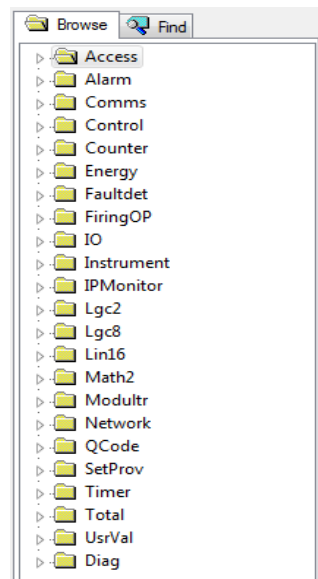 Browse Find
Access
Alarm
Comms
Control
Counter
Energy
Faultdet
FiringOP
IO
Instrument
IPMonitor
Lgc2
Lgc8
Lin16
Math2
Modultr
Network
QCode
SetProv
Timer
Total
UsrVal
Diag